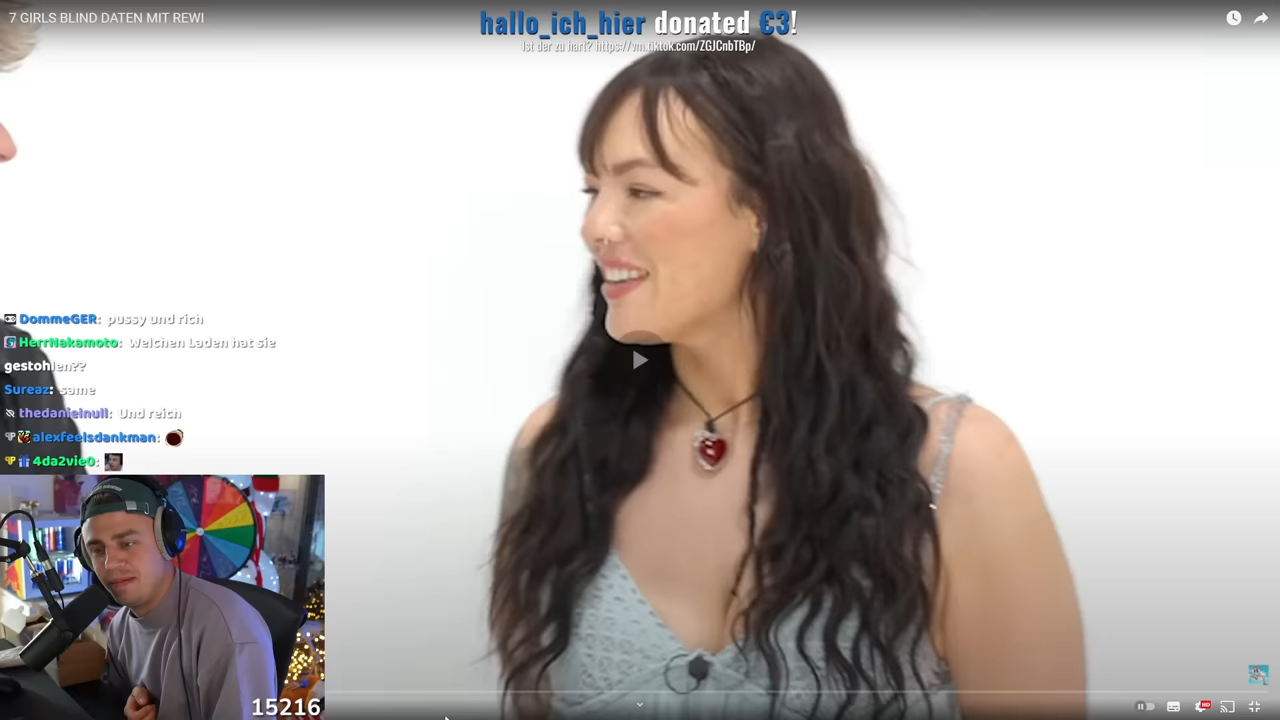 7 GIRLS BLIND DATEN MIT REWI
hallo_ich_hier donated €3!
Ist der zu hart? https://vm.tiktok.com/ZGJCnbTBp/
DommeGER: pussy und rich
HerrNakamoto: Welchen Laden hat sie
gestohlen??
Sureaz: same
thedanielnull: Und reich
alexfeelsdankman:
4da2vie0:
15216
HD